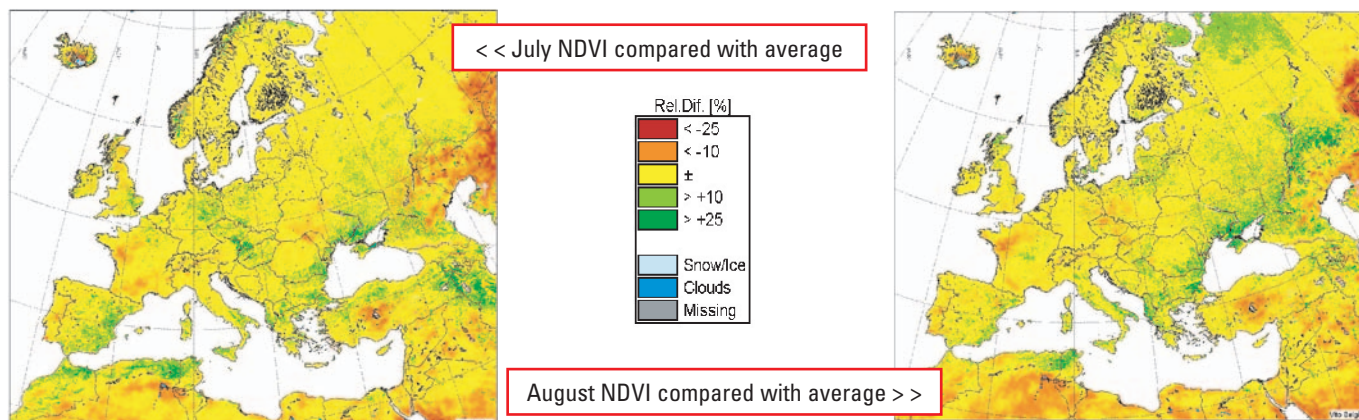 < < July NDVI compared with average
Rel.Dif. [%]
< -25
< -10
±
> +10
> +25
Snow/Ice
Clouds
Missing
August NDVI compared with average > >